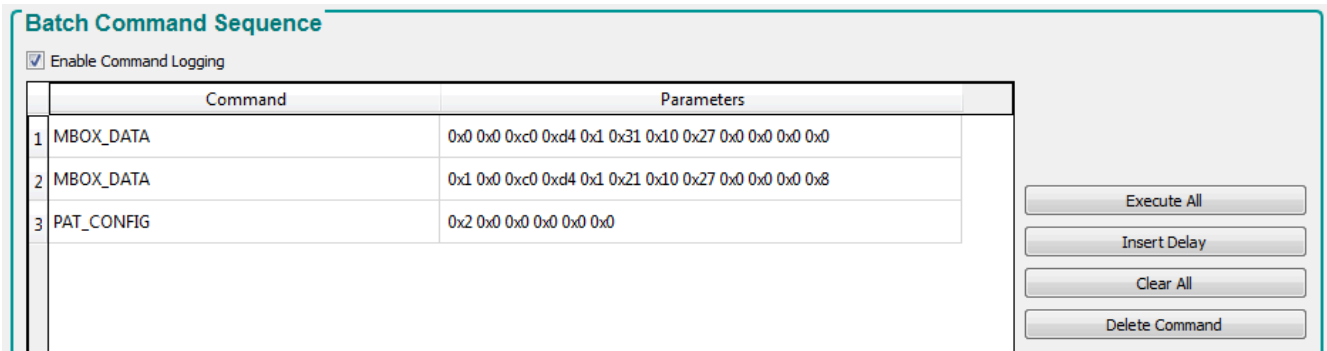 Batch Command Sequence
Enable Command Logging
Command Parameters
1 MBOX_DATA 0x0 0x0 0xc0 0xd4 0x1 0x31 0x10 0x27 0x0 0x0 0x0 0x0
2 MBOX_DATA 0x1 0x0 0xc0 0xd4 0x1 0x21 0x10 0x27 0x0 0x0 0x0 0x8
3 PAT_CONFIG 0x2 0x0 0x0 0x0 0x0 0x0
Execute All
Insert Delay
Clear All
Delete Command